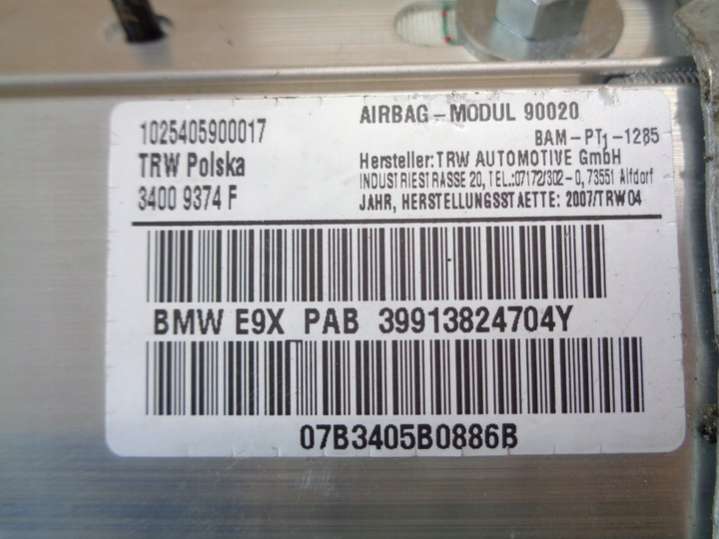 1025405900017
TRW Polska
3400 9374 F
AIRBAG-MODUL 90020
BAM-PT1-1285
Hersteller:TRW AUTOMOTIVE GmbH
INDUSTRIESTRASSE 20, TEL.:07172/302-0, 73551 Alfdorf
JAHR, HERSTELLUNGSSTAETTE: 2007/TRW04
BMW E9X PAB 39913824704Y
07B3405B0886B